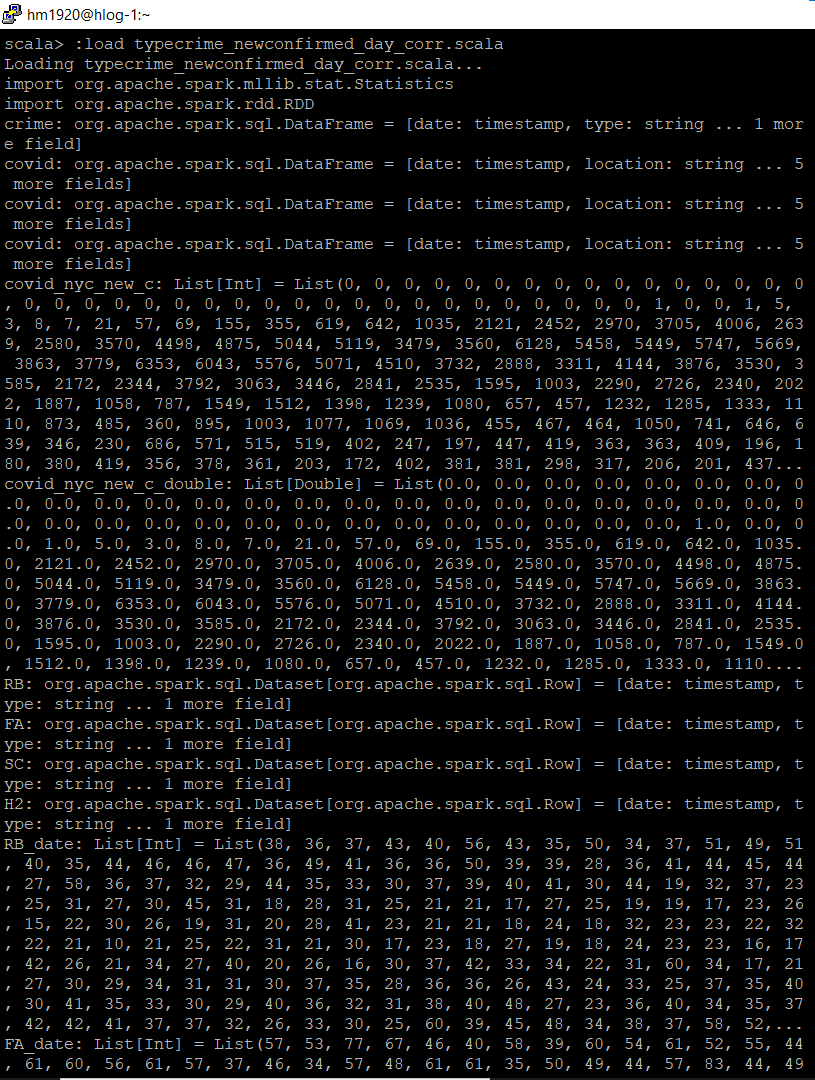 hm1920@hlog-1:~
scala> :load typecrime_newconfirmed_day_corr.scala
Loading typecrime_newconfirmed_day_corr.scala...
import org.apache.spark.mllib.stat.Statistics
import org.apache.spark.rdd.RDD
crime: org.apache.spark.sql.DataFrame = [date: timestamp, type: string ... 1 mor
e field]
covid: org.apache.spark.sql.DataFrame = [date: timestamp, location: string ... 5
 more fields]
covid: org.apache.spark.sql.DataFrame = [date: timestamp, location: string ... 5
 more fields]
covid: org.apache.spark.sql.DataFrame = [date: timestamp, location: string ... 5
 more fields]
covid_nyc_new_c: List[Int] = List(0, 0, 0, 0, 0, 0, 0, 0, 0, 0, 0, 0, 0, 0, 0, 0
, 0, 0, 0, 0, 0, 0, 0, 0, 0, 0, 0, 0, 0, 0, 0, 0, 0, 0, 0, 0, 0, 1, 0, 0, 1, 5, 
3, 8, 7, 21, 57, 69, 155, 355, 619, 642, 1035, 2121, 2452, 2970, 3705, 4006, 263
9, 2580, 3570, 4498, 4875, 5044, 5119, 3479, 3560, 6128, 5458, 5449, 5747, 5669,
 3863, 3779, 6353, 6043, 5576, 5071, 4510, 3732, 2888, 3311, 4144, 3876, 3530, 3
585, 2172, 2344, 3792, 3063, 3446, 2841, 2535, 1595, 1003, 2290, 2726, 2340, 202
2, 1887, 1058, 787, 1549, 1512, 1398, 1239, 1080, 657, 457, 1232, 1285, 1333, 11
10, 873, 485, 360, 895, 1003, 1077, 1069, 1036, 455, 467, 464, 1050, 741, 646, 6
39, 346, 230, 686, 571, 515, 519, 402, 247, 197, 447, 419, 363, 363, 409, 196, 1
80, 380, 419, 356, 378, 361, 203, 172, 402, 381, 381, 298, 317, 206, 201, 437...
covid_nyc_new_c_double: List[Double] = List(0.0, 0.0, 0.0, 0.0, 0.0, 0.0, 0.0, 0
.0, 0.0, 0.0, 0.0, 0.0, 0.0, 0.0, 0.0, 0.0, 0.0, 0.0, 0.0, 0.0, 0.0, 0.0, 0.0, 0
.0, 0.0, 0.0, 0.0, 0.0, 0.0, 0.0, 0.0, 0.0, 0.0, 0.0, 0.0, 0.0, 0.0, 1.0, 0.0, 0
.0, 1.0, 5.0, 3.0, 8.0, 7.0, 21.0, 57.0, 69.0, 155.0, 355.0, 619.0, 642.0, 1035.
0, 2121.0, 2452.0, 2970.0, 3705.0, 4006.0, 2639.0, 2580.0, 3570.0, 4498.0, 4875.
0, 5044.0, 5119.0, 3479.0, 3560.0, 6128.0, 5458.0, 5449.0, 5747.0, 5669.0, 3863.
0, 3779.0, 6353.0, 6043.0, 5576.0, 5071.0, 4510.0, 3732.0, 2888.0, 3311.0, 4144.
0, 3876.0, 3530.0, 3585.0, 2172.0, 2344.0, 3792.0, 3063.0, 3446.0, 2841.0, 2535.
0, 1595.0, 1003.0, 2290.0, 2726.0, 2340.0, 2022.0, 1887.0, 1058.0, 787.0, 1549.0
, 1512.0, 1398.0, 1239.0, 1080.0, 657.0, 457.0, 1232.0, 1285.0, 1333.0, 1110....
RB: org.apache.spark.sql.Dataset[org.apache.spark.sql.Row] = [date: timestamp, t
ype: string ... 1 more field]
FA: org.apache.spark.sql.Dataset[org.apache.spark.sql.Row] = [date: timestamp, t
ype: string ... 1 more field]
SC: org.apache.spark.sql.Dataset[org.apache.spark.sql.Row] = [date: timestamp, t
ype: string ... 1 more field]
H2: org.apache.spark.sql.Dataset[org.apache.spark.sql.Row] = [date: timestamp, t
ype: string ... 1 more field]
RB_date: List[Int] = List(38, 36, 37, 43, 40, 56, 43, 35, 50, 34, 37, 51, 49, 51
, 40, 35, 44, 46, 46, 47, 36, 49, 41, 36, 36, 50, 39, 39, 28, 36, 41, 44, 45, 44
, 27, 58, 36, 37, 32, 29, 44, 35, 33, 30, 37, 39, 40, 41, 30, 44, 19, 32, 37, 23
, 25, 31, 27, 30, 45, 31, 18, 28, 31, 25, 21, 21, 17, 27, 25, 19, 19, 17, 23, 26
, 15, 22, 30, 26, 19, 31, 20, 28, 41, 23, 21, 21, 18, 24, 18, 32, 23, 23, 22, 32
, 22, 21, 10, 21, 25, 22, 31, 21, 30, 17, 23, 18, 27, 19, 18, 24, 23, 23, 16, 17
, 42, 26, 21, 34, 27, 40, 20, 26, 16, 30, 37, 42, 33, 34, 22, 31, 60, 34, 17, 21
, 27, 30, 29, 34, 31, 31, 30, 37, 35, 28, 36, 36, 26, 43, 24, 33, 25, 37, 35, 40
, 30, 41, 35, 33, 30, 29, 40, 36, 32, 31, 38, 40, 48, 27, 23, 36, 40, 34, 35, 37
, 42, 42, 41, 37, 37, 32, 26, 33, 30, 25, 60, 39, 45, 48, 34, 38, 37, 58, 52,...
FA_date: List[Int] = List(57, 53, 77, 67, 46, 40, 58, 39, 60, 54, 61, 52, 55, 44
, 61, 60, 56, 61, 57, 37, 46, 34, 57, 48, 61, 61, 35, 50, 49, 44, 57, 83, 44, 49